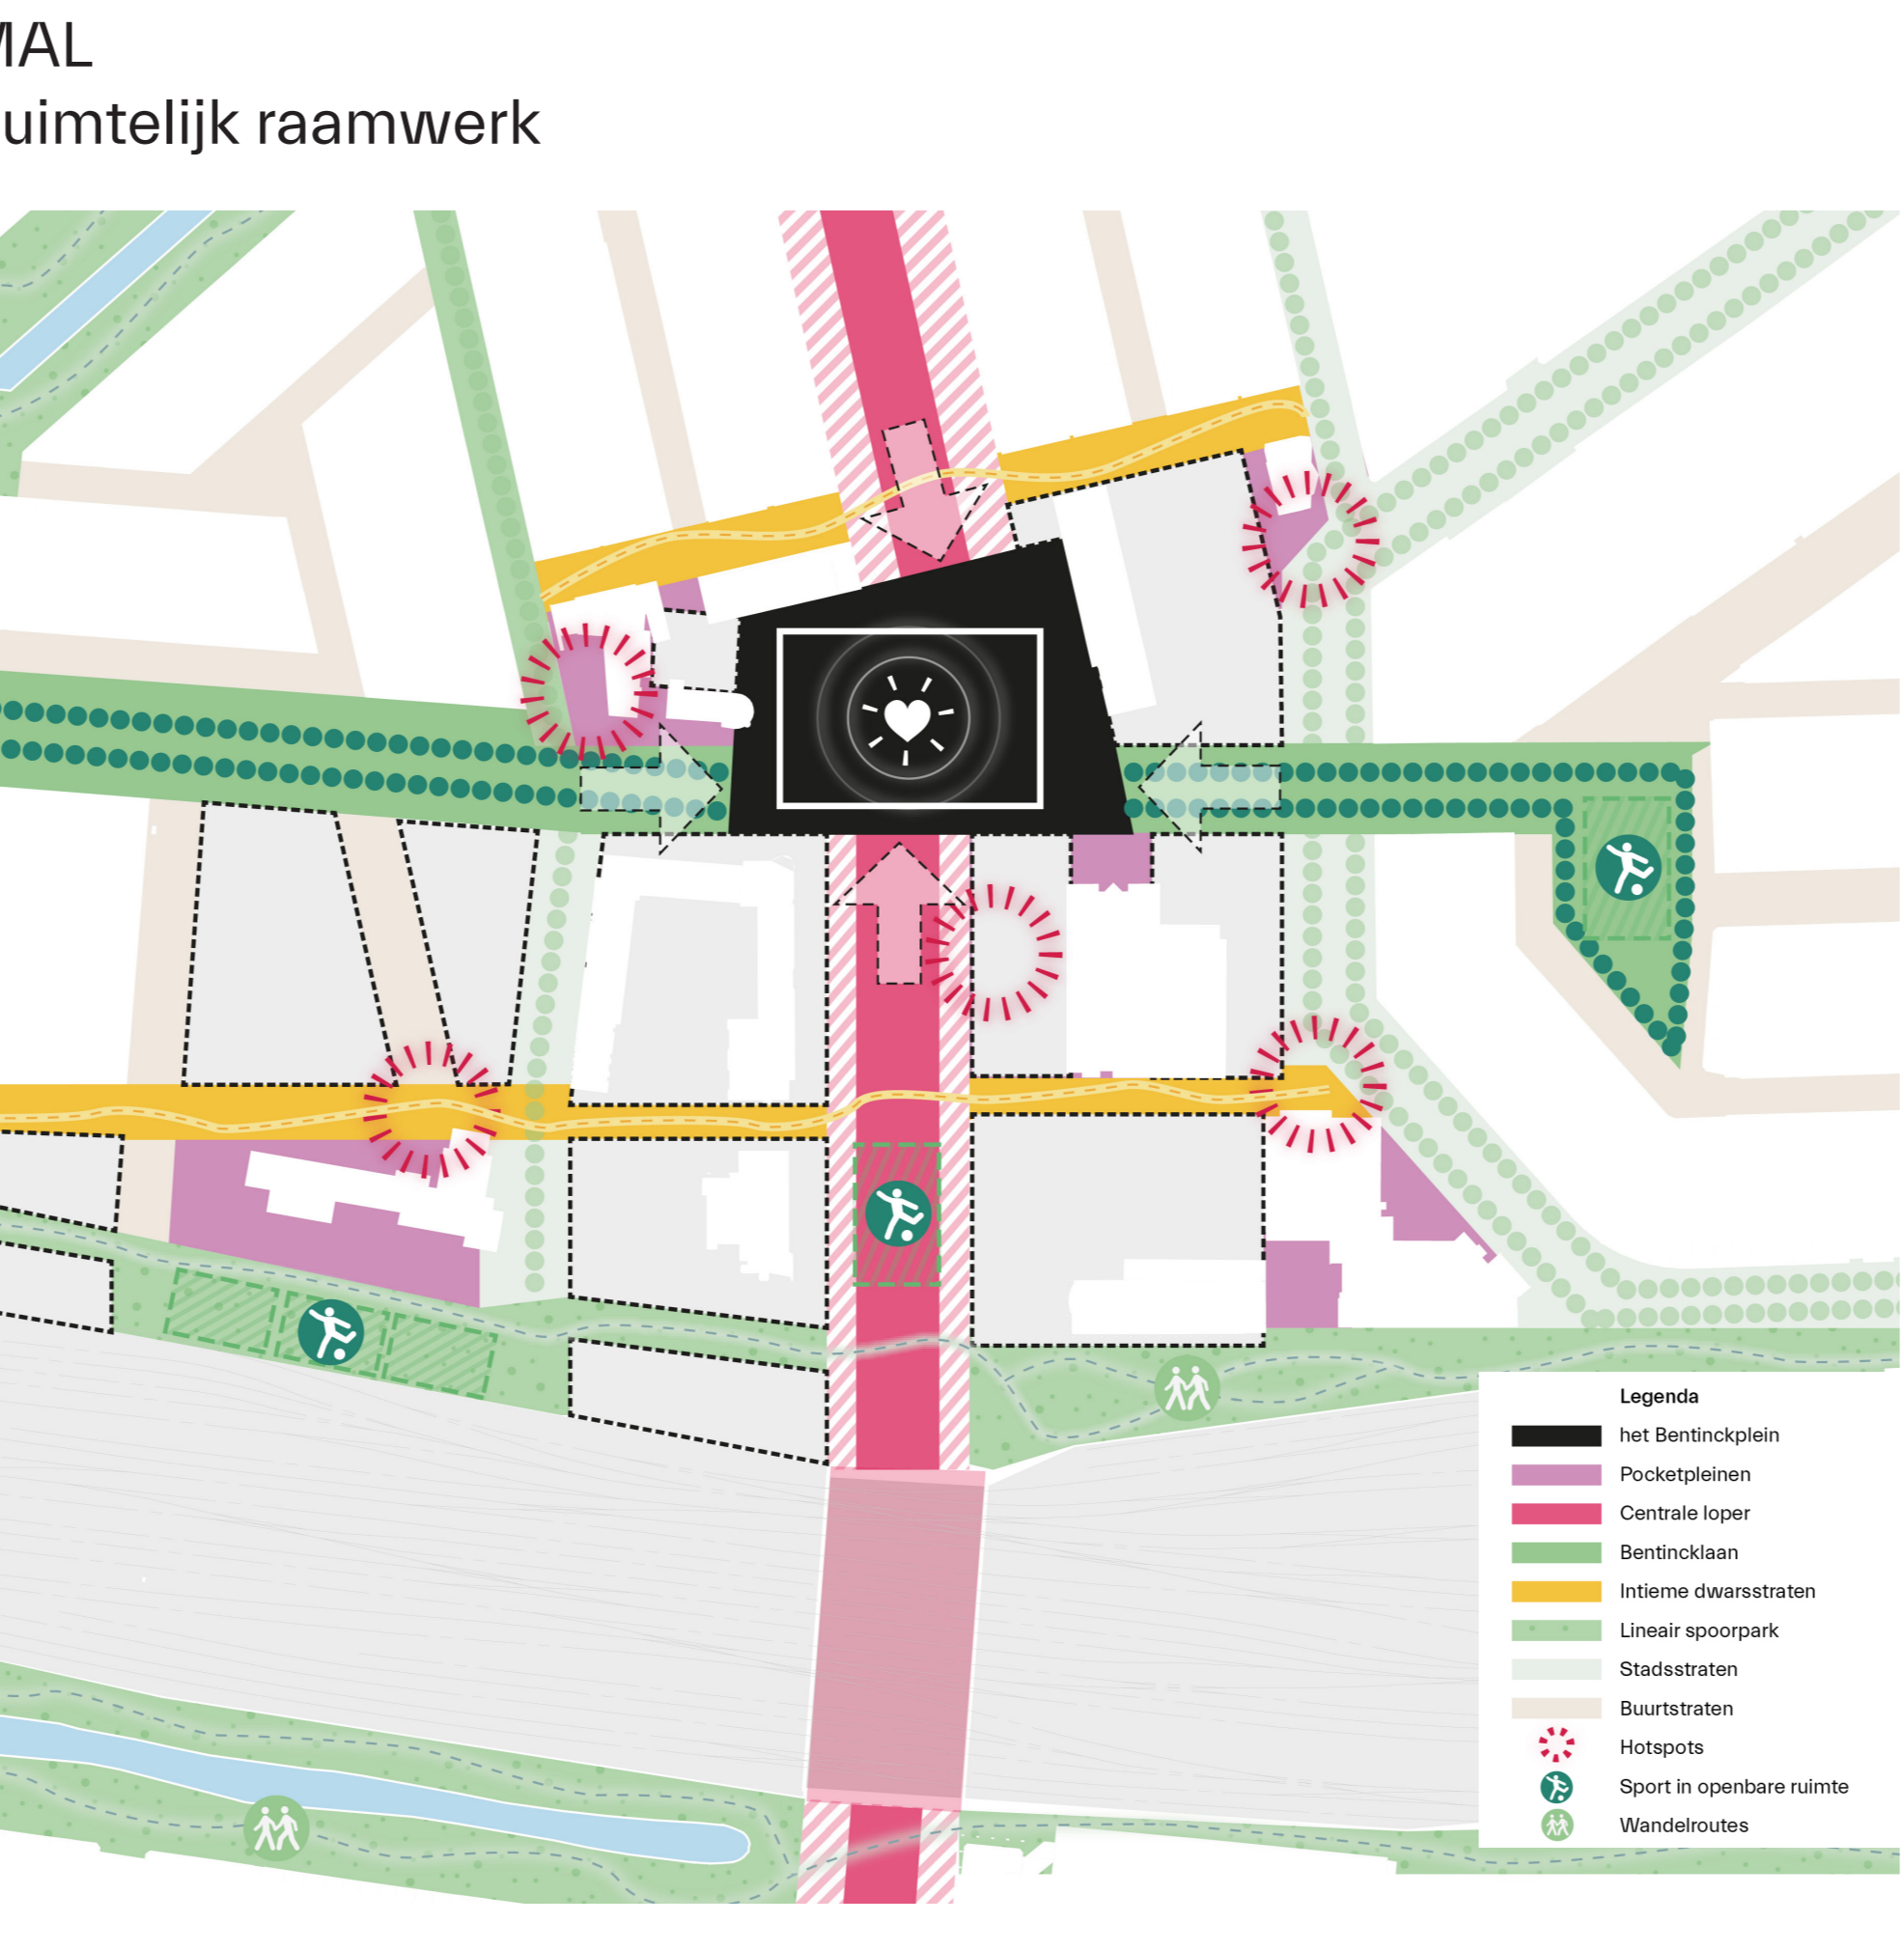 MAL
uimtelijk raamwerk
Legenda
het Bentinckplein
Pocketpleinen
Centrale loper
Bentincklaan
Intieme dwarsstraten
Lineair spoorpark
Stadsstraten
Buurtstraten
Hotspots
Sport in openbare ruimte
Wandelroutes